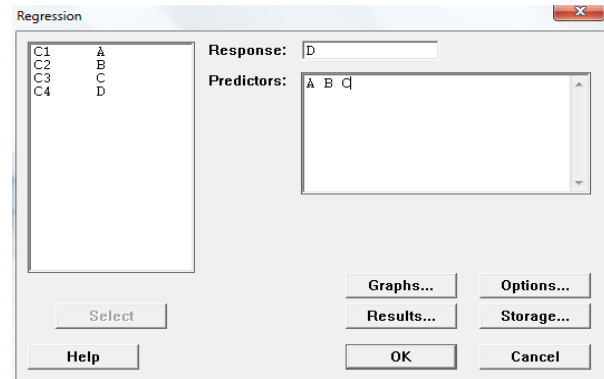 Regression
C1 A
C2 B
C3 C
C4 D
Response: D
Predictors: A B C
Graphs... Options...
Select Results... Storage...
Help OK Cancel